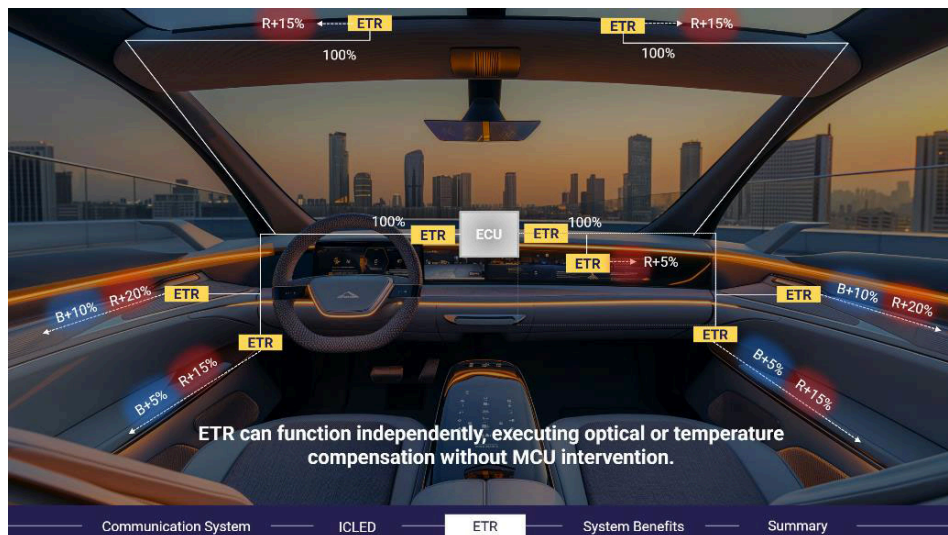 R+15%
ETR
ETR
R+15%
100%
100%
100%
ETR
ECU
ETR
100%
ETR
R+5%
B+10%
R+20%
ETR
ETR
B+10%
R+20%
ETR
ETR
B+5%
R+15%
B+5%
R+15%
ETR can function independently, executing optical or temperature
compensation without MCU intervention.
Communication System
ICLED
ETR
System Benefits
Summary